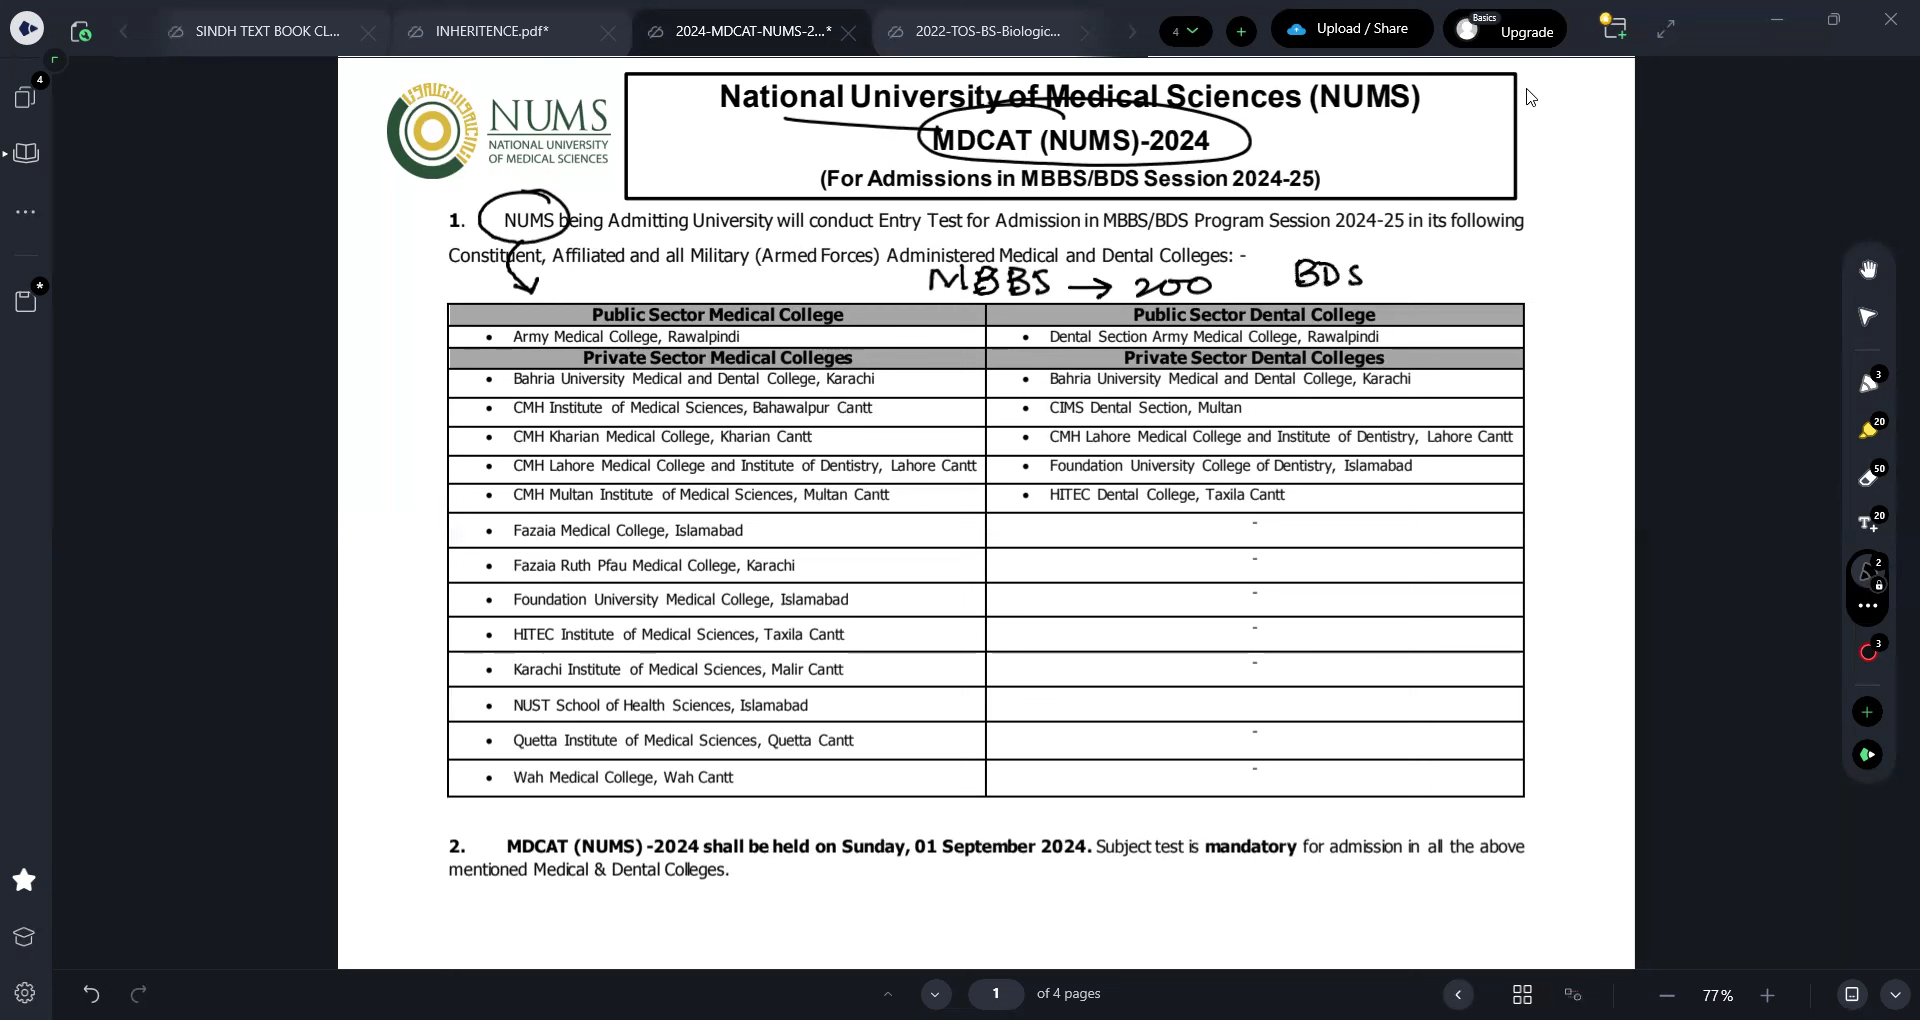 SINDH TEXT BOOK CL...
INHERITENCE.pdf*
2024-MDCAT-NUMS-2...*
2022-TOS-BS-Biologic...
4
Upload / Share
Basics
Upgrade
4
NUMS
NATIONAL UNIVERSITY
OF MEDICAL SCIENCES
National University of Medical Sciences (NUMS)
MDCAT (NUMS)-2024
(For Admissions in MBBS/BDS Session 2024-25)
1. NUMS being Admitting University will conduct Entry Test for Admission in MBBS/BDS Program Session 2024-25 in its following
Constituent, Affiliated and all Military (Armed Forces) Administered Medical and Dental Colleges: -
MBBS → 200 BDS
Public Sector Medical College
Public Sector Dental College
• Army Medical College, Rawalpindi
• Dental Section Army Medical College, Rawalpindi
Private Sector Medical Colleges
Private Sector Dental Colleges
• Bahria University Medical and Dental College, Karachi
• Bahria University Medical and Dental College, Karachi
• CMH Institute of Medical Sciences, Bahawalpur Cantt
• CIMS Dental Section, Multan
• CMH Kharian Medical College, Kharian Cantt
• CMH Lahore Medical College and Institute of Dentistry, Lahore Cantt
• CMH Lahore Medical College and Institute of Dentistry, Lahore Cantt
• Foundation University College of Dentistry, Islamabad
• CMH Multan Institute of Medical Sciences, Multan Cantt
• HITEC Dental College, Taxila Cantt
• Fazaia Medical College, Islamabad
-
• Fazaia Ruth Pfau Medical College, Karachi
-
• Foundation University Medical College, Islamabad
-
• HITEC Institute of Medical Sciences, Taxila Cantt
-
• Karachi Institute of Medical Sciences, Malir Cantt
-
• NUST School of Health Sciences, Islamabad
• Quetta Institute of Medical Sciences, Quetta Cantt
-
• Wah Medical College, Wah Cantt
-
2. MDCAT (NUMS) -2024 shall be held on Sunday, 01 September 2024. Subject test is mandatory for admission in all the above
mentioned Medical & Dental Colleges.
3
20
50
20
2
3
1 of 4 pages
77%